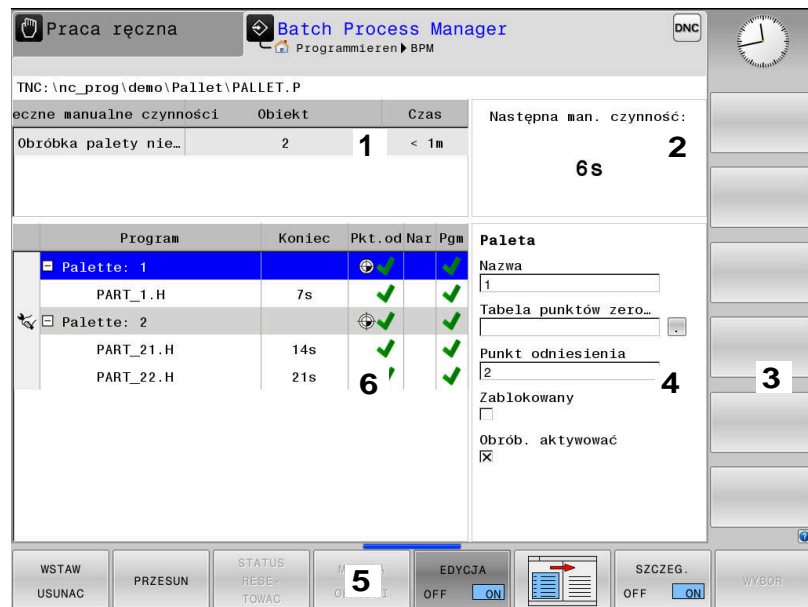 Praca ręczna
Batch Process Manager
Programmieren BPM
DNC
TNC:\nc_prog\demo\Pallet\PALLET.P
eczne manualne czynności Obiekt Czas
Obróbka palety nie… 2 < 1m
1
Następna man. czynność:
2
6s
Program Koniec Pkt.od Nar Pgm
Palette: 1
PART_1.H 7s
Palette: 2
PART_21.H 14s
PART_22.H 21s
6
Paleta
Nazwa
1
Tabela punktów zero…
.
Punkt odniesienia
2
4
Zablokowany
Obrób. aktywować
3
WSTAW
USUNAC
PRZESUN
STATUS
RESE-
TOWAC
5
EDYCJA
OFF ON
SZCZEG.
OFF ON
WYBOR